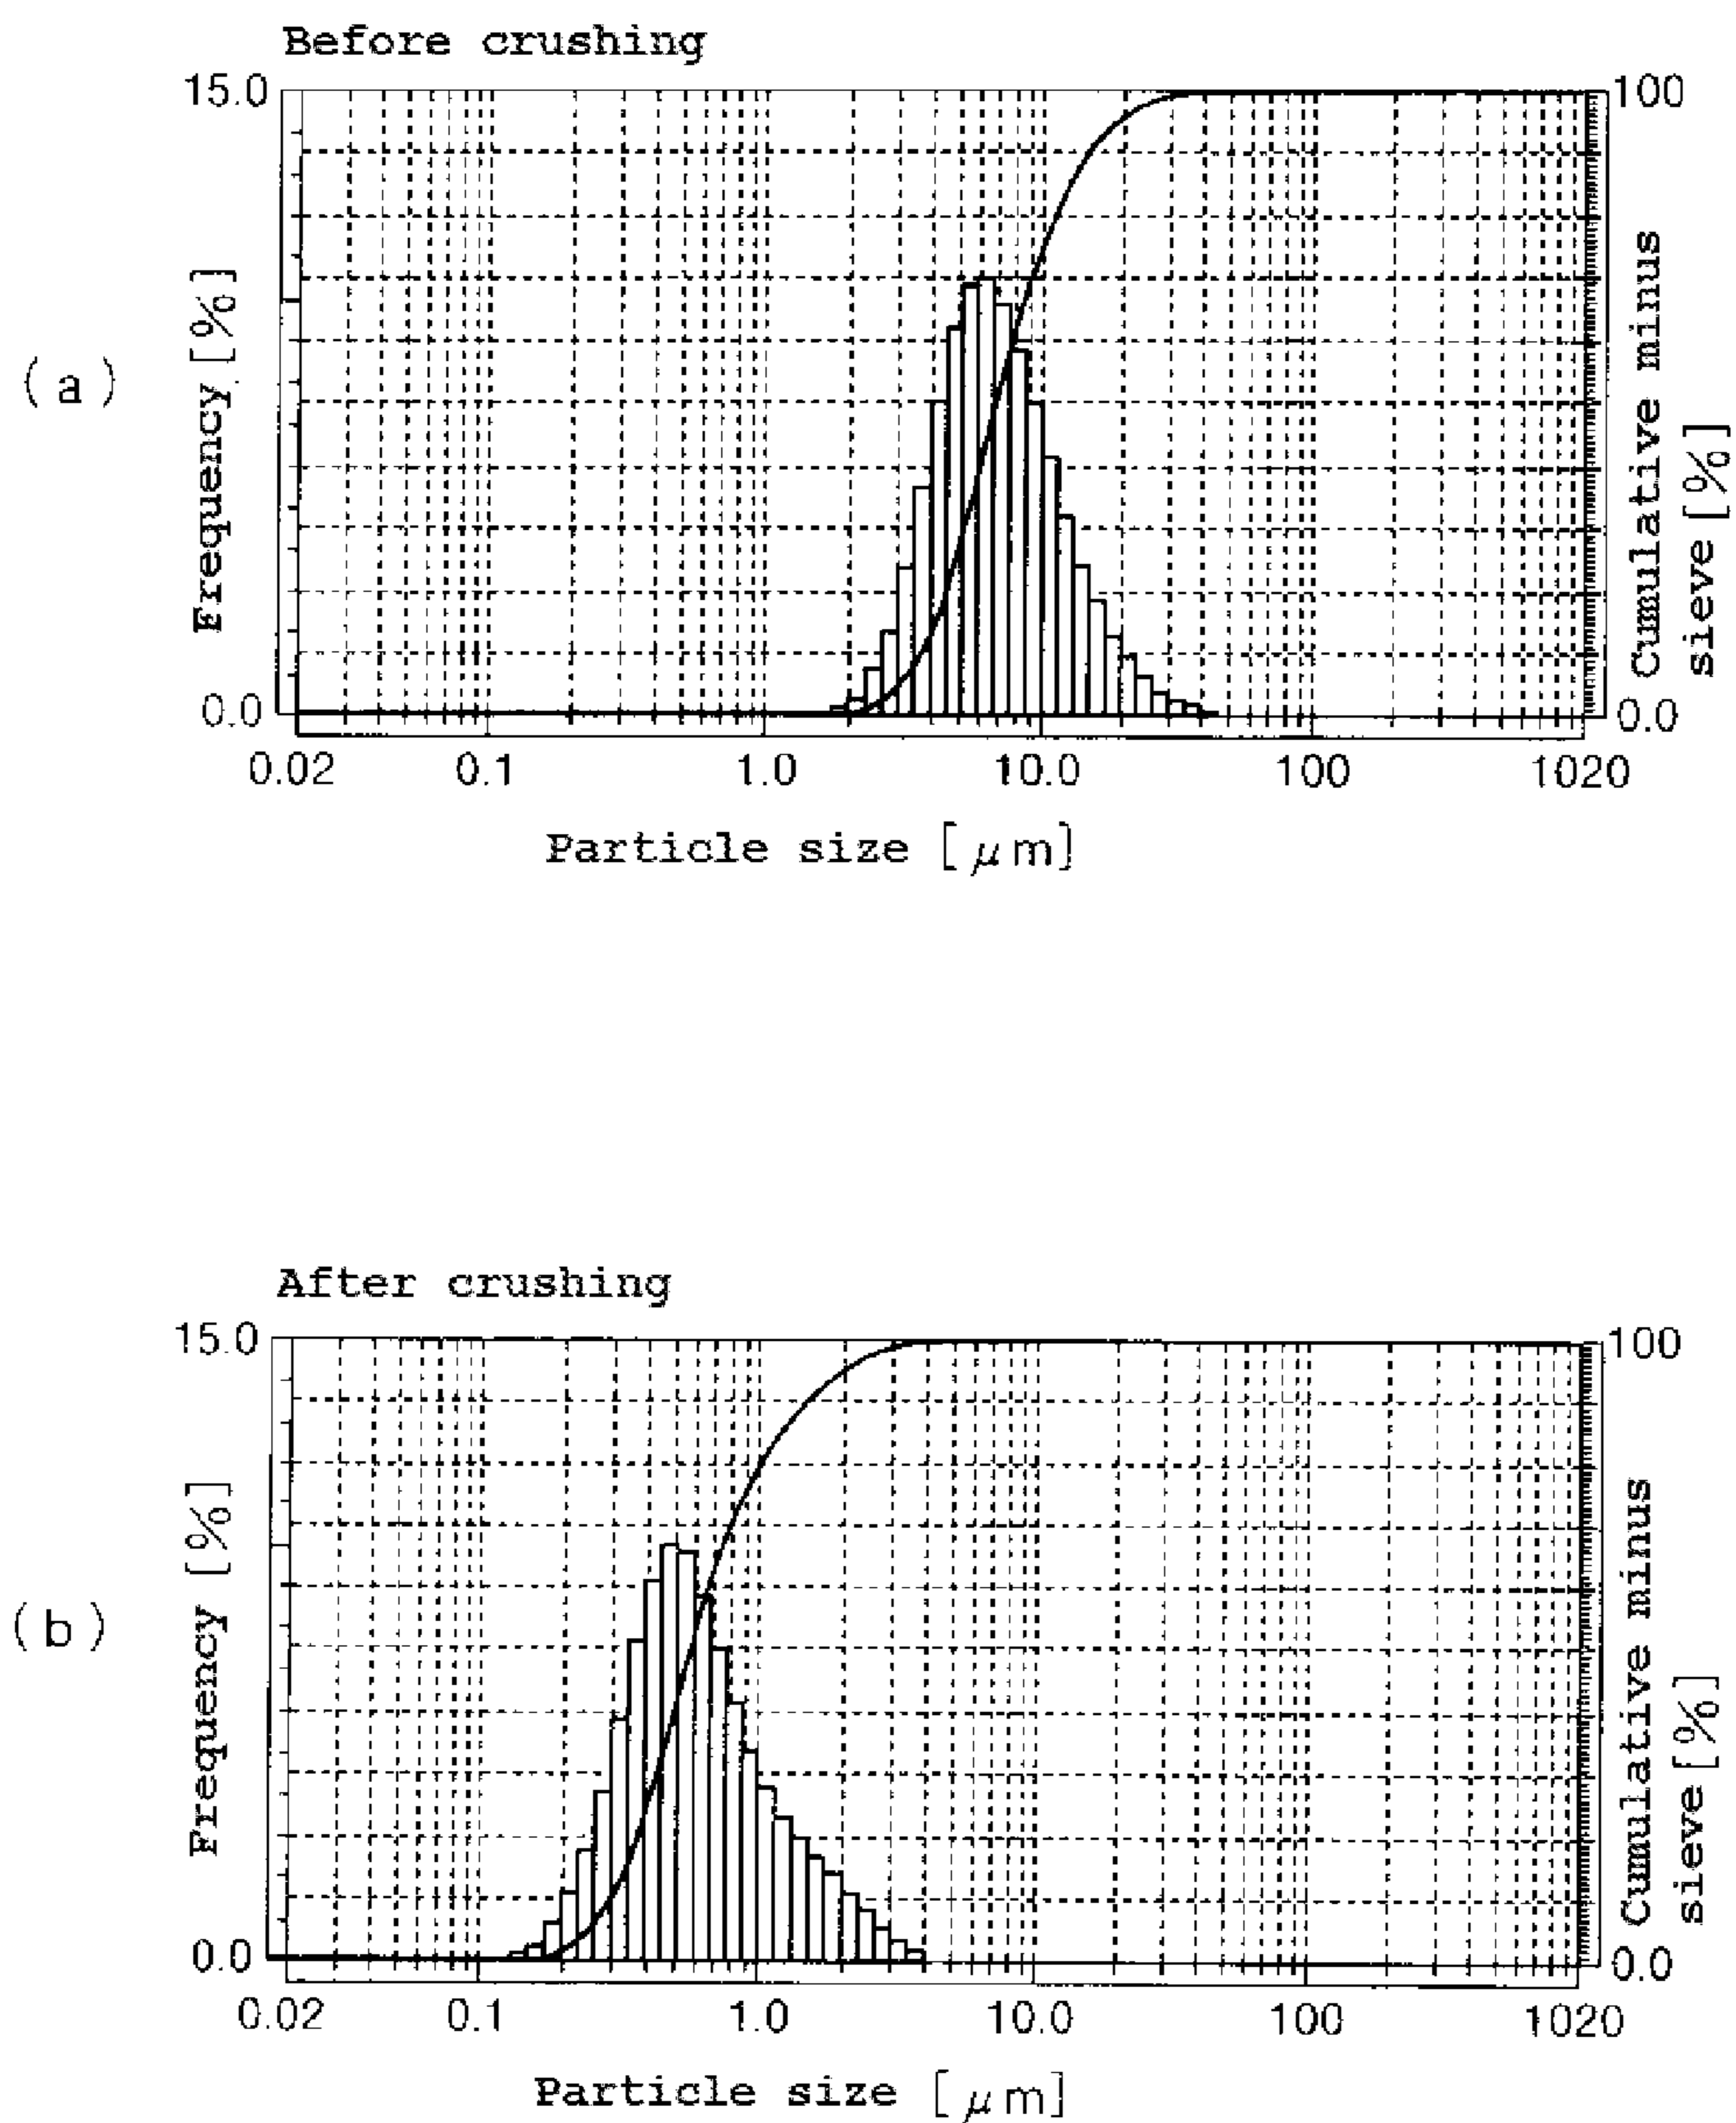 Before crushing
15.0
100
(a)
Frequency [%]
Cumulative minus
sieve [%]
0.0
0.0
0.02 0.1 1.0 10.0 100 1020
Particle size [μm]
After crushing
15.0
100
(b)
Frequency [%]
Cumulative minus
sieve [%]
0.0
0.0
0.02 0.1 1.0 10.0 100 1020
Particle size [μm]